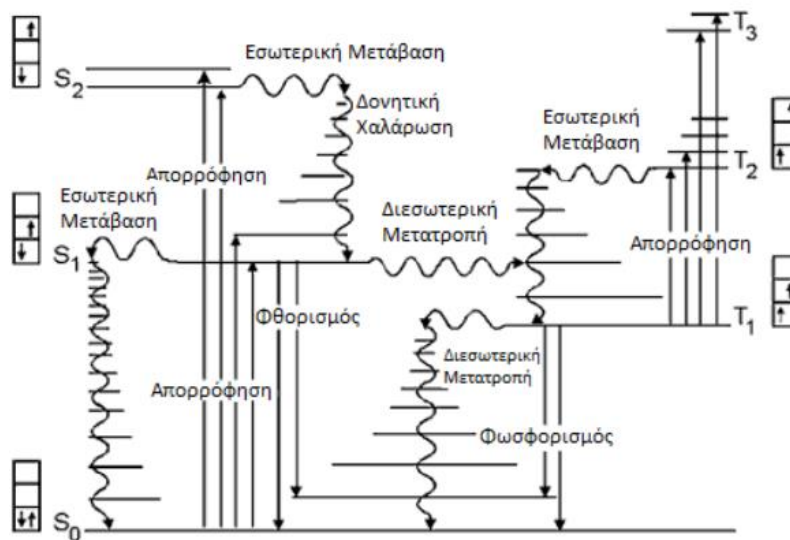 T3
Εσωτερική Μετάβαση
S2
Δονητική
Χαλάρωση
Εσωτερική
Μετάβαση
T2
Απορρόφηση
Εσωτερική
Μετάβαση
Διεσωτερική
Μετατροπή
Απορρόφηση
S1
Φθορισμός
T1
Διεσωτερική
Μετατροπή
Απορρόφηση
Φωσφορισμός
S0